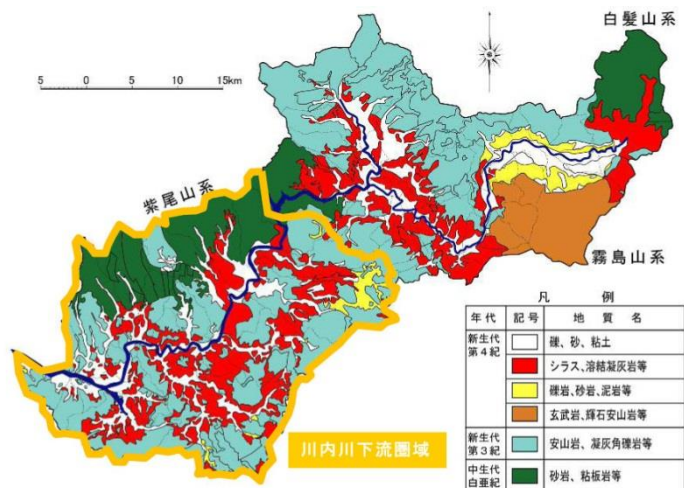 白髪山系
5 0 5 10 15km
紫尾山系
霧島山系
川内川下流圏域
凡 例
年代 記号 地質名
新生代
第4紀
礫、砂、粘土
シラス、溶結凝灰岩等
礫岩、砂岩、泥岩等
玄武岩、輝石安山岩等
新生代
第3紀
安山岩、凝灰角礫岩等
中生代
白亜紀
砂岩、粘板岩等